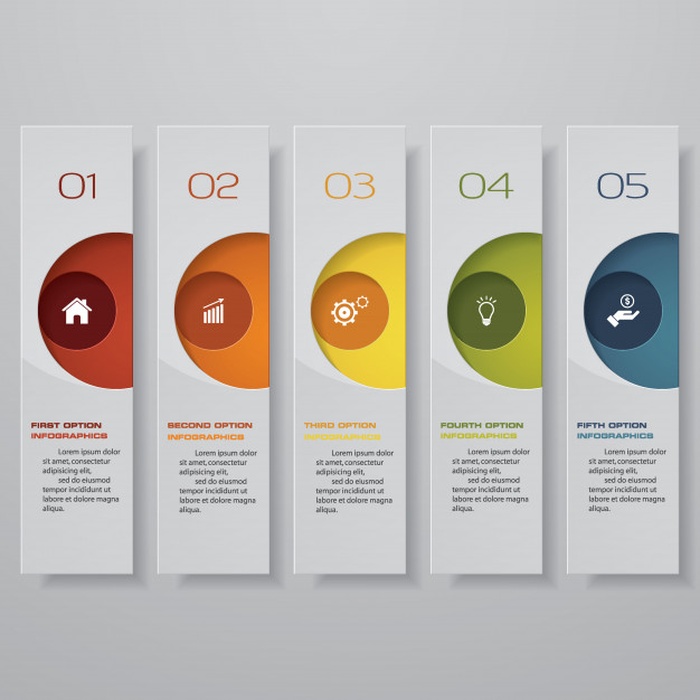 01
FIRST OPTION
INFOGRAPHICS
Lorem ipsum dolor
sit amet, consectetur
adipisicing elit,
sed do eiusmod
tempor incididunt ut
labore et dolore magna
aliqua.
02
SECOND OPTION
INFOGRAPHICS
Lorem ipsum dolor
sit amet, consectetur
adipisicing elit,
sed do eiusmod
tempor incididunt ut
labore et dolore magna
aliqua.
03
THIRD OPTION
INFOGRAPHICS
Lorem ipsum dolor
sit amet, consectetur
adipisicing elit,
sed do eiusmod
tempor incididunt ut
labore et dolore magna
aliqua.
04
FOURTH OPTION
INFOGRAPHICS
Lorem ipsum dolor
sit amet, consectetur
adipisicing elit,
sed do eiusmod
tempor incididunt ut
labore et dolore magna
aliqua.
05
$
FIFTH OPTION
INFOGRAPHICS
Lorem ipsum dolor
sit amet, consectetur
adipisicing elit,
sed do eiusmod
tempor incididunt ut
labore et dolore magna
aliqua.